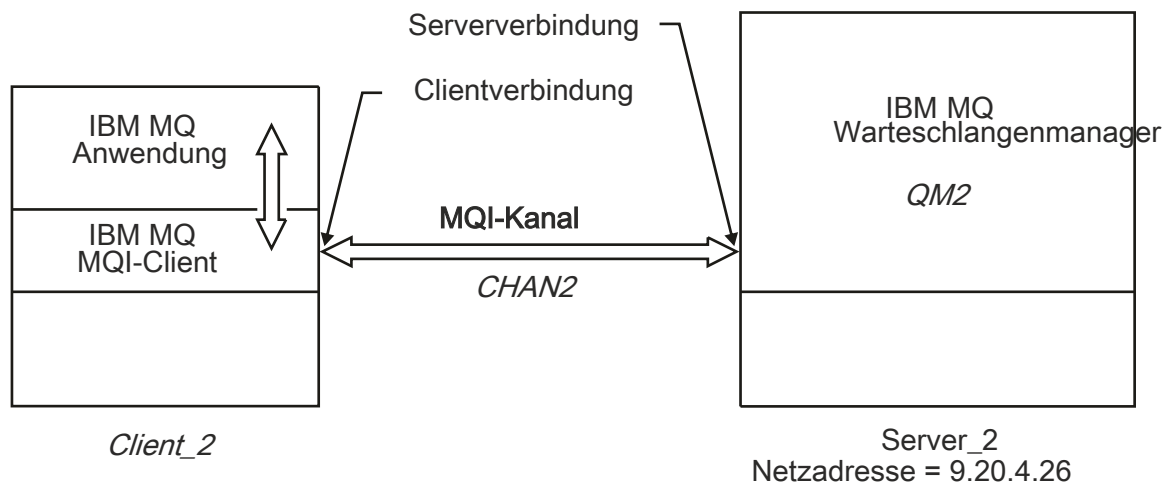 Serververbindung
Clientverbindung
IBM MQ
Anwendung
IBM MQ
MQI-Client
MQI-Kanal
CHAN2
IBM MQ
Warteschlangenmanager
QM2
Client_2
Server_2
Netzadresse = 9.20.4.26